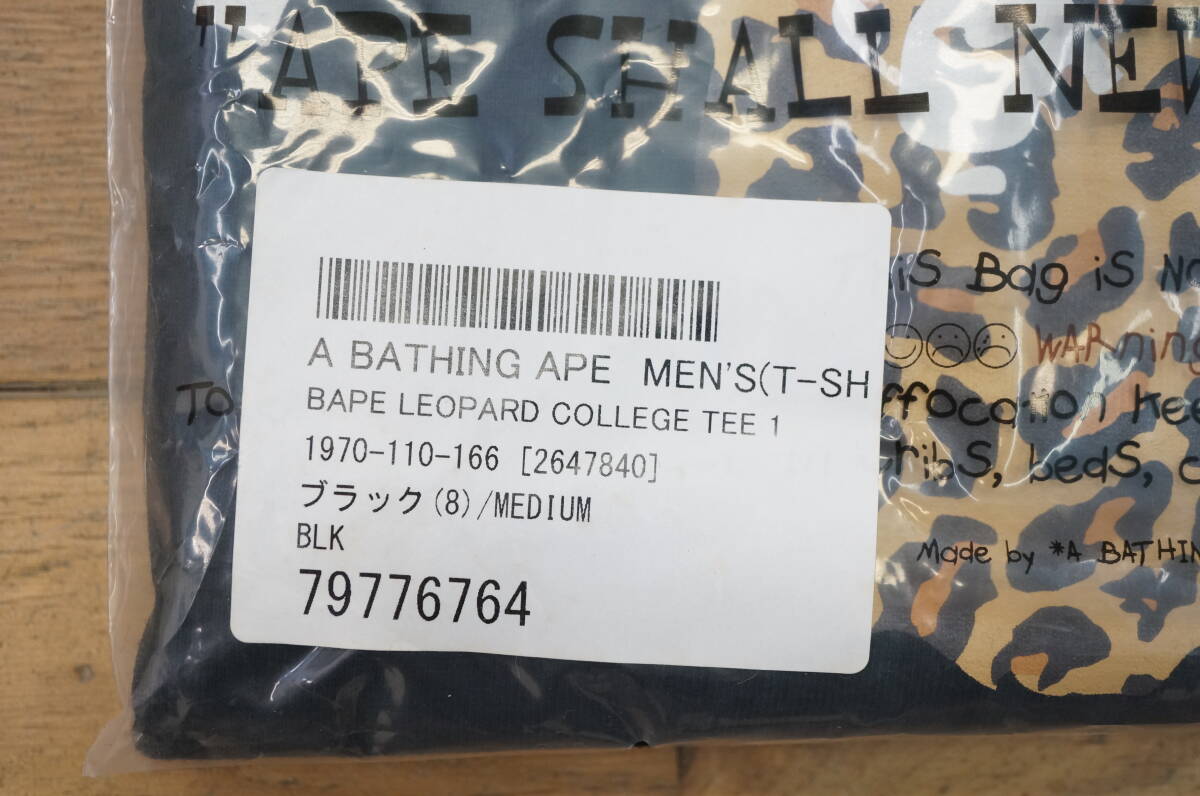 "APE SHALL NEV
A BATHING APE MEN'S(T-SH
BAPE LEOPARD COLLEGE TEE 1
1970-110-166 [2647840]
ブラック(8)/MEDIUM
BLK
79776764
iS Bag iS
WARning
To
ffocation Kee
cribS, bedS, c
Made by *A BATHIN